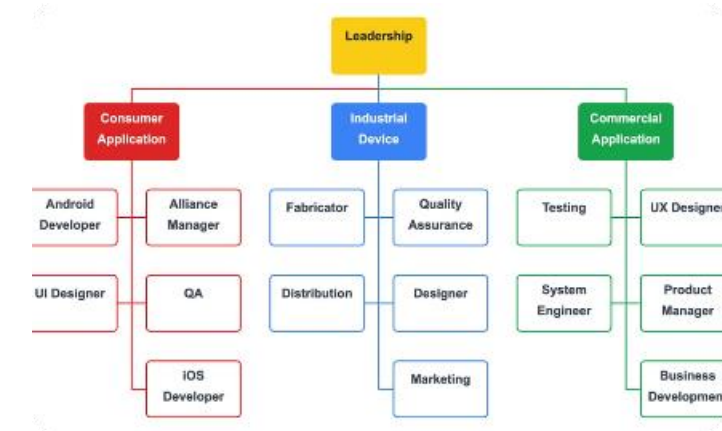 Leadership
Consumer
Application
Industrial
Device
Commercial
Application
Android
Developer
Alliance
Manager
Fabricator
Quality
Assurance
Testing
UX Designer
UI Designer
QA
Distribution
Designer
System
Engineer
Product
Manager
iOS
Developer
Marketing
Business
Development